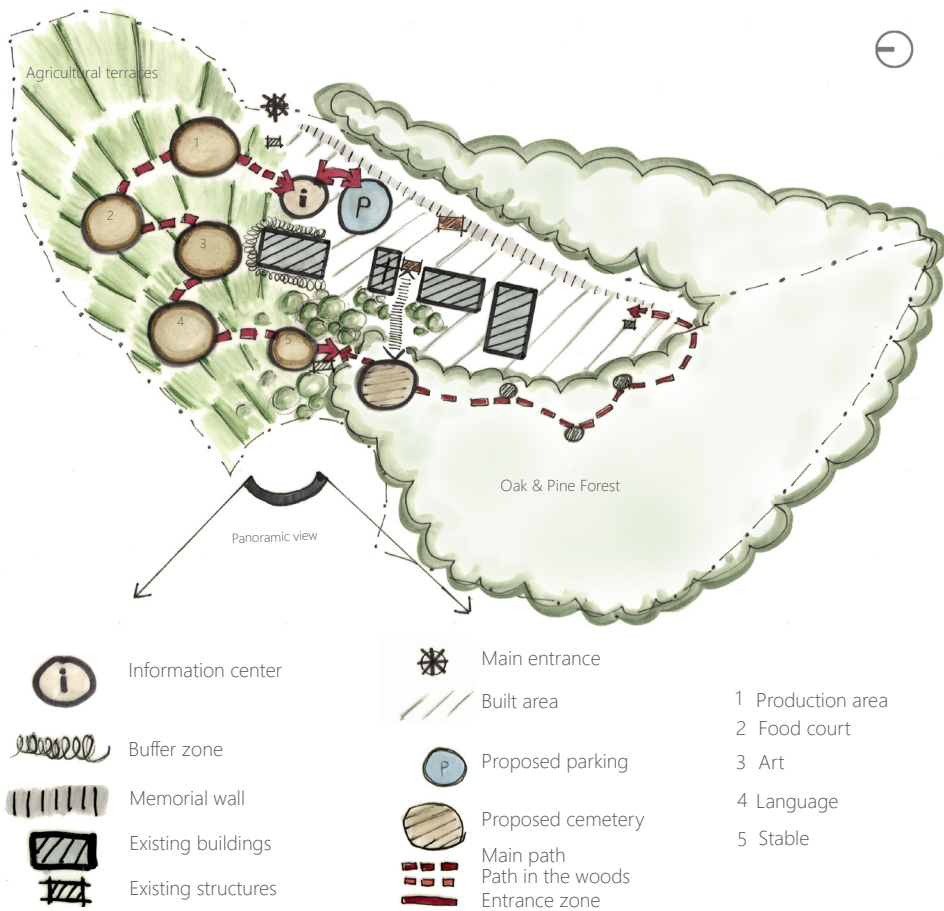 Agricultural terraces
1
i
P
2
3
4
5
Oak & Pine Forest
Panoramic view
i
Information center
Buffer zone
Memorial wall
Existing buildings
Existing structures
Main entrance
Built area
P
Proposed parking
Proposed cemetery
Main path
Path in the woods
Entrance zone
1 Production area
2 Food court
3 Art
4 Language
5 Stable